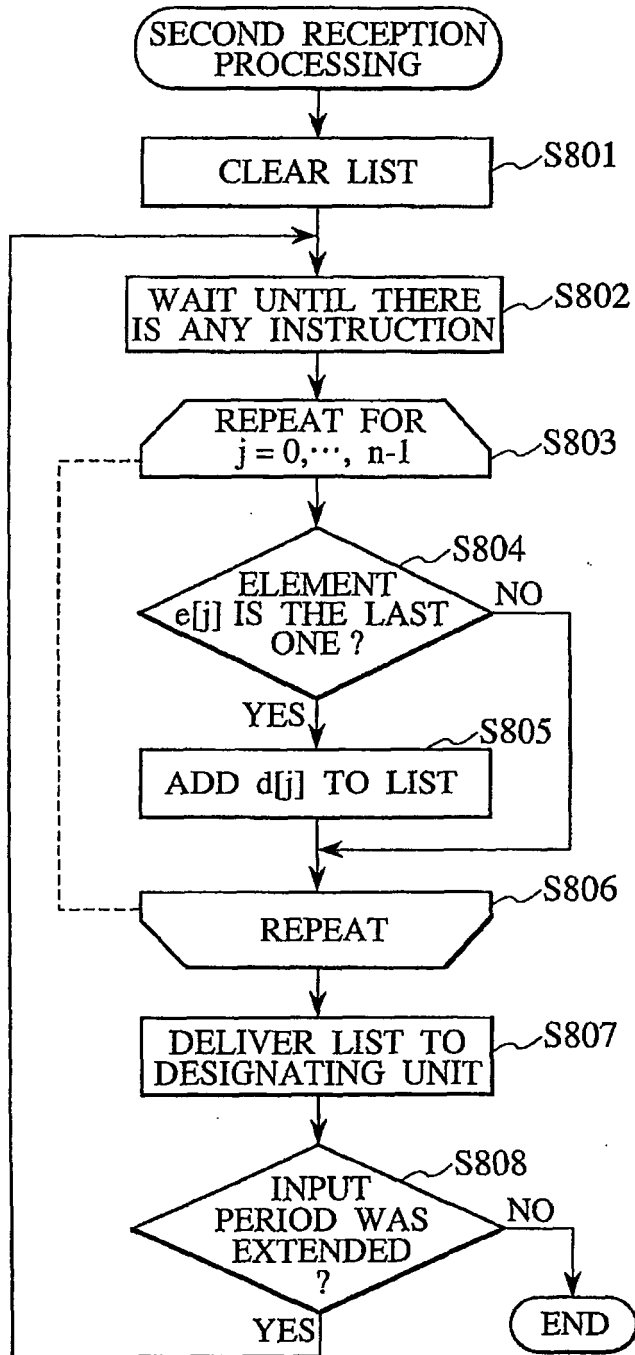 SECOND RECEPTION
PROCESSING
CLEAR LIST
S801
WAIT UNTIL THERE
IS ANY INSTRUCTION
S802
REPEAT FOR
j = 0,⋯, n-1
S803
S804
ELEMENT
e[j] IS THE LAST
ONE ?
NO
YES
S805
ADD d[j] TO LIST
S806
REPEAT
DELIVER LIST TO
DESIGNATING UNIT
S807
S808
INPUT
PERIOD WAS
EXTENDED
?
NO
YES
END